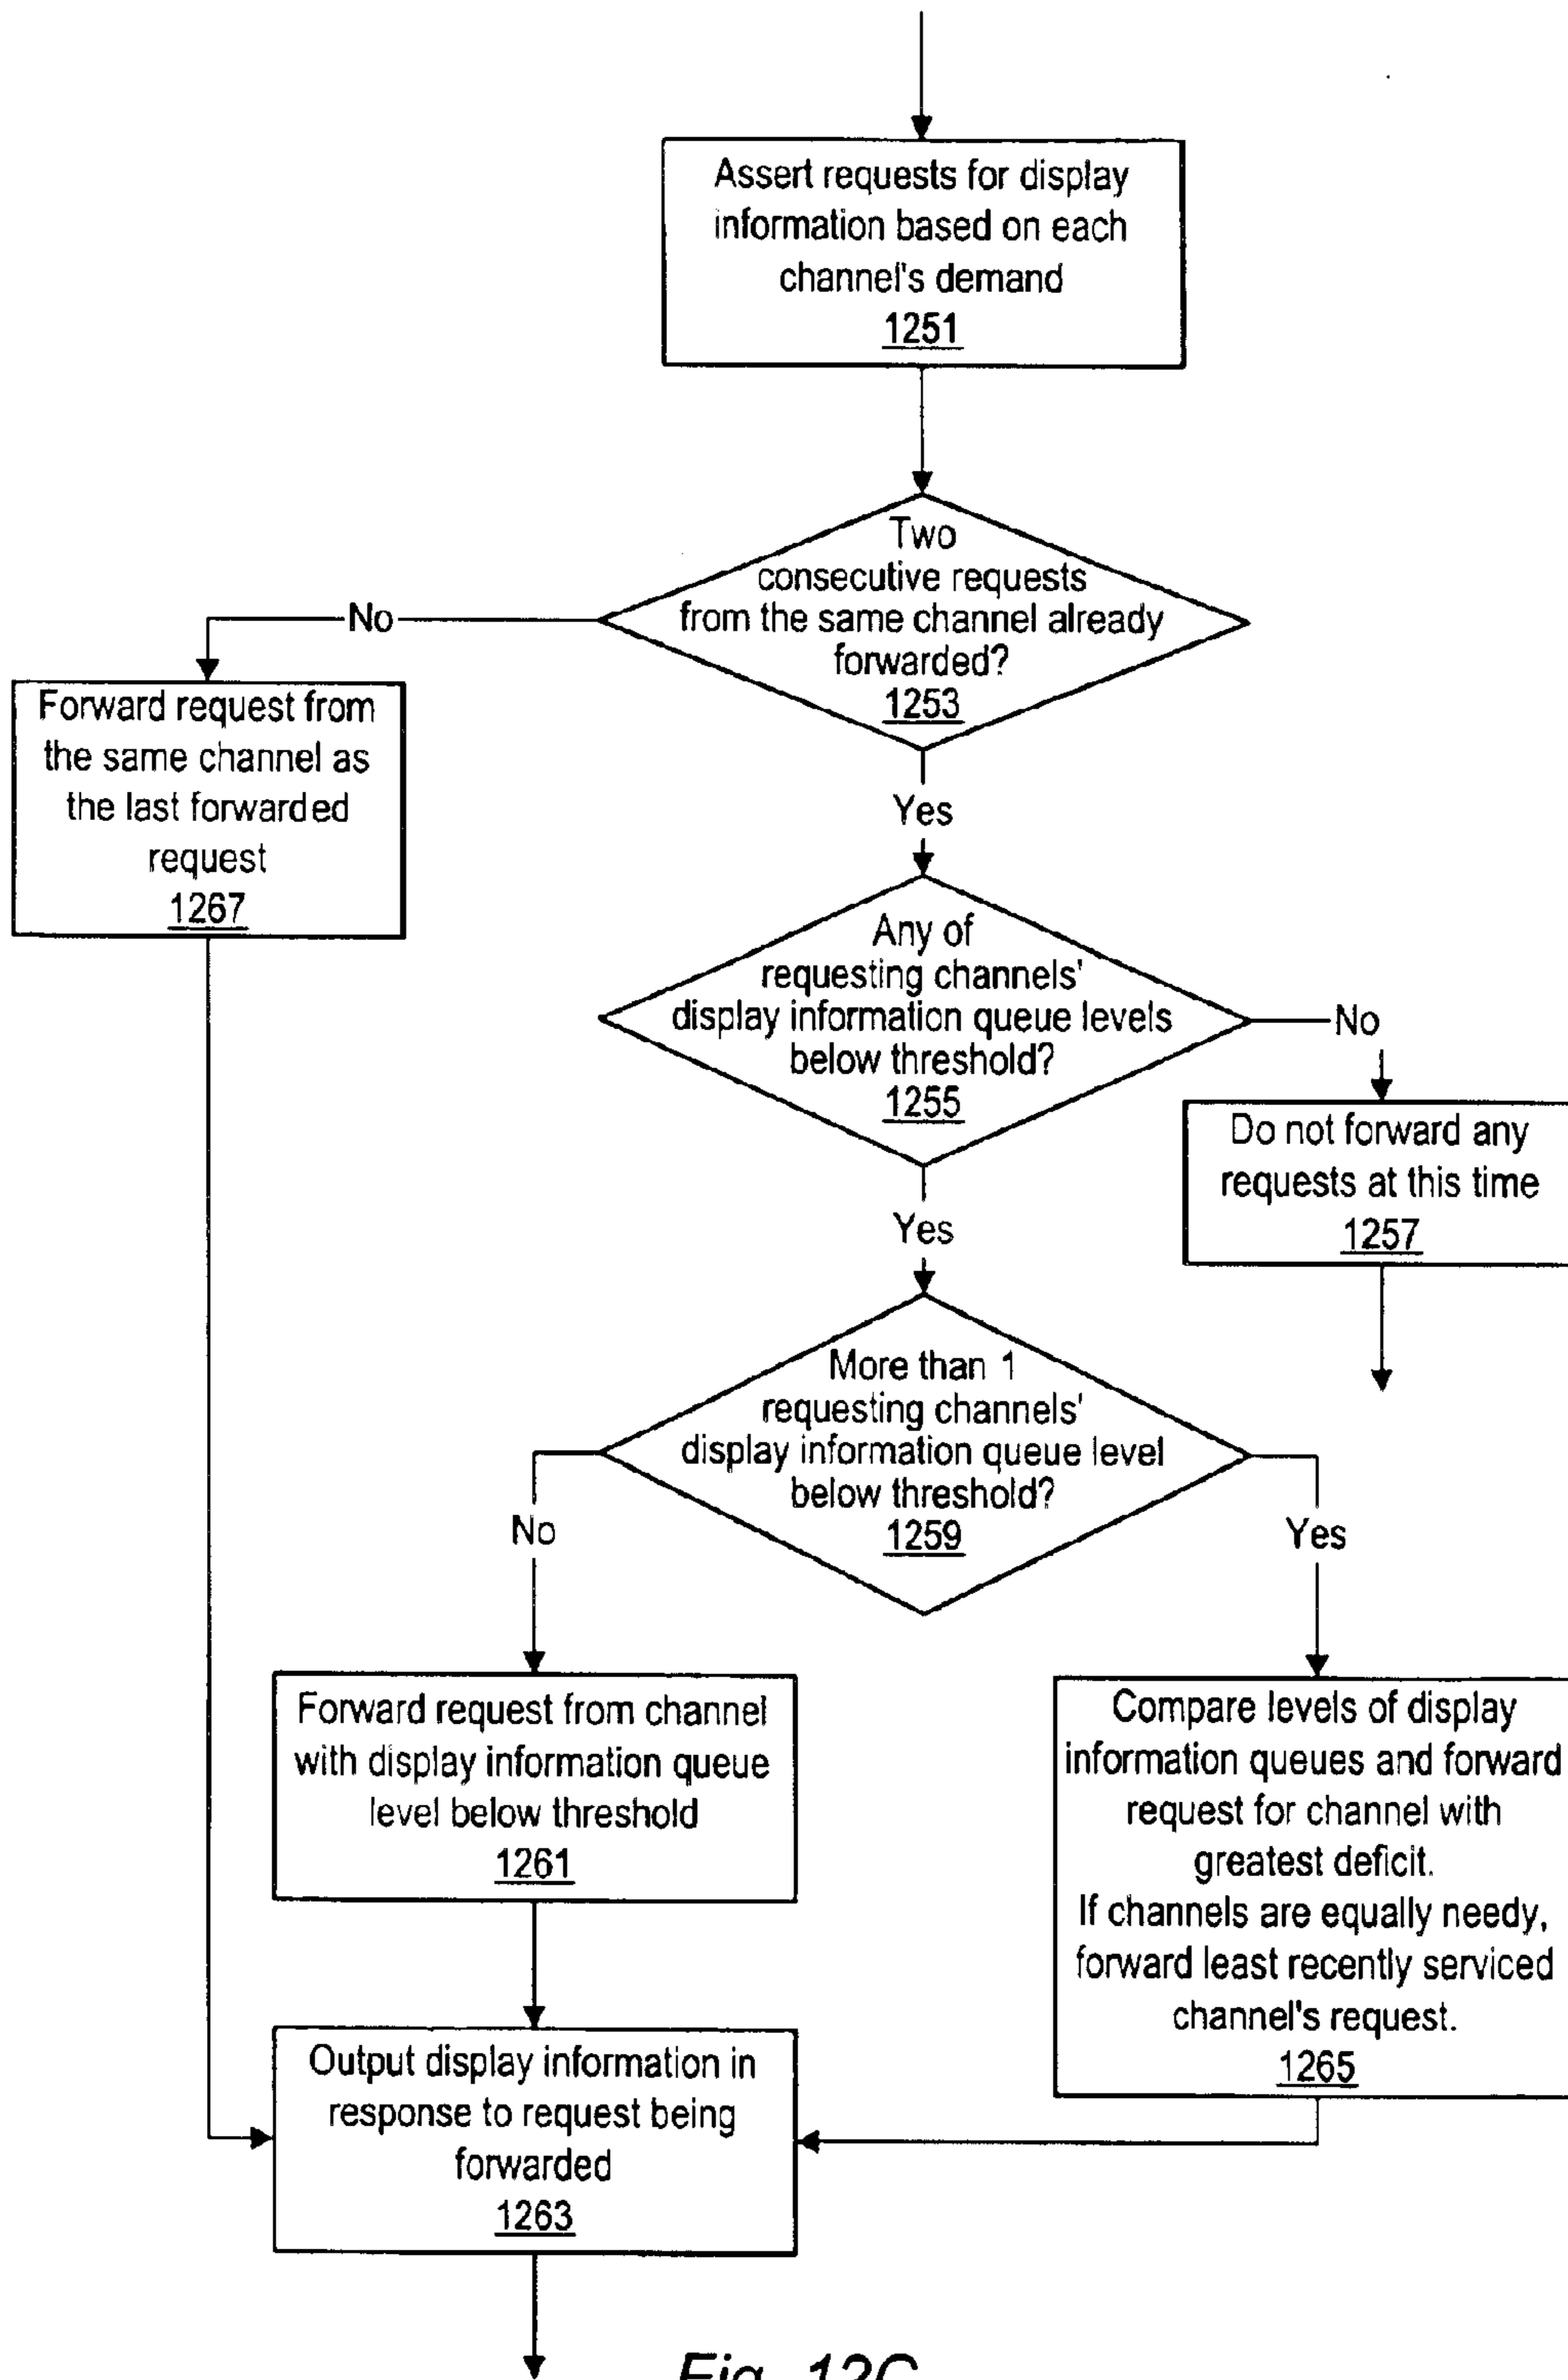 Assert requests for display
information based on each
channel's demand
1251
Two
consecutive requests
from the same channel already
forwarded?
1253
No
Forward request from
the same channel as
the last forwarded
request
1267
Yes
Any of
requesting channels'
display information queue levels
below threshold?
1255
No
Do not forward any
requests at this time
1257
Yes
More than 1
requesting channels'
display information queue level
below threshold?
1259
No
Yes
Forward request from channel
with display information queue
level below threshold
1261
Compare levels of display
information queues and forward
request for channel with
greatest deficit.
If channels are equally needy,
forward least recently serviced
channel's request.
1265
Output display information in
response to request being
forwarded
1263
Fig. 12C